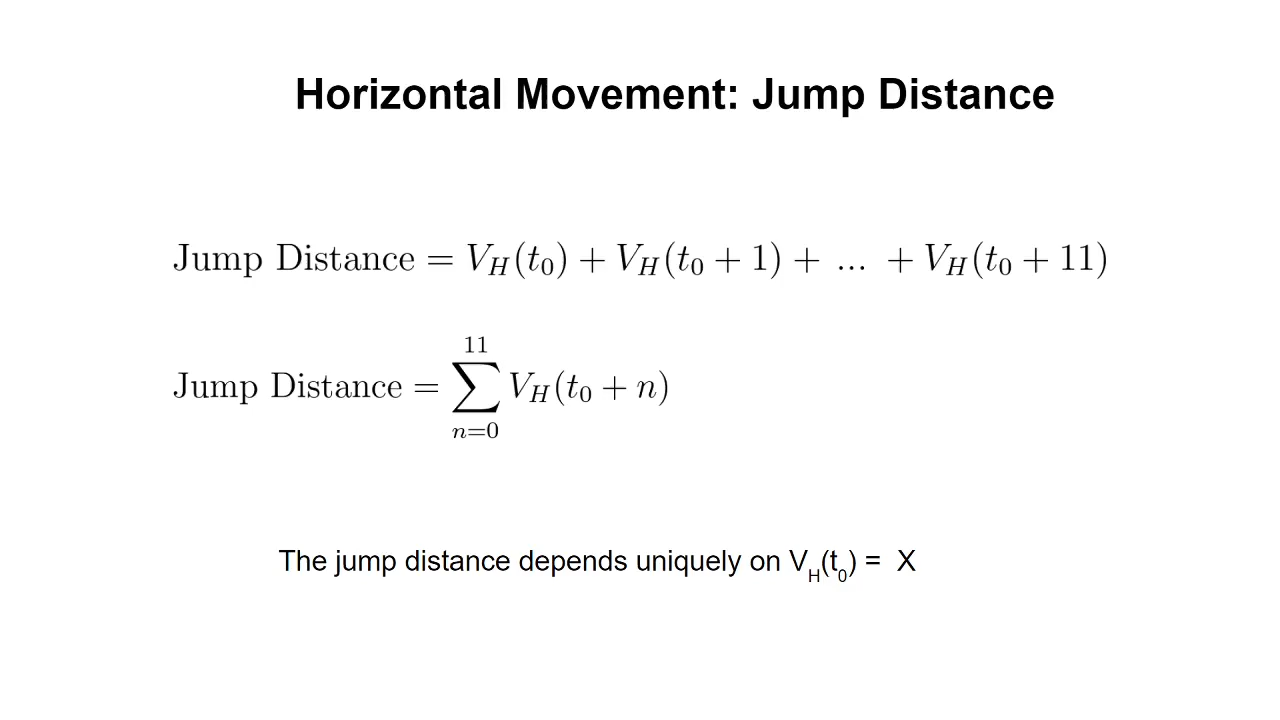 Horizontal Movement: Jump Distance
Jump Distance = V_H(t_0) + V_H(t_0 + 1) + ... + V_H(t_0 + 11)
Jump Distance = \sum_{n=0}^{11} V_H(t_0 + n)
The jump distance depends uniquely on V_H(t_0) = X